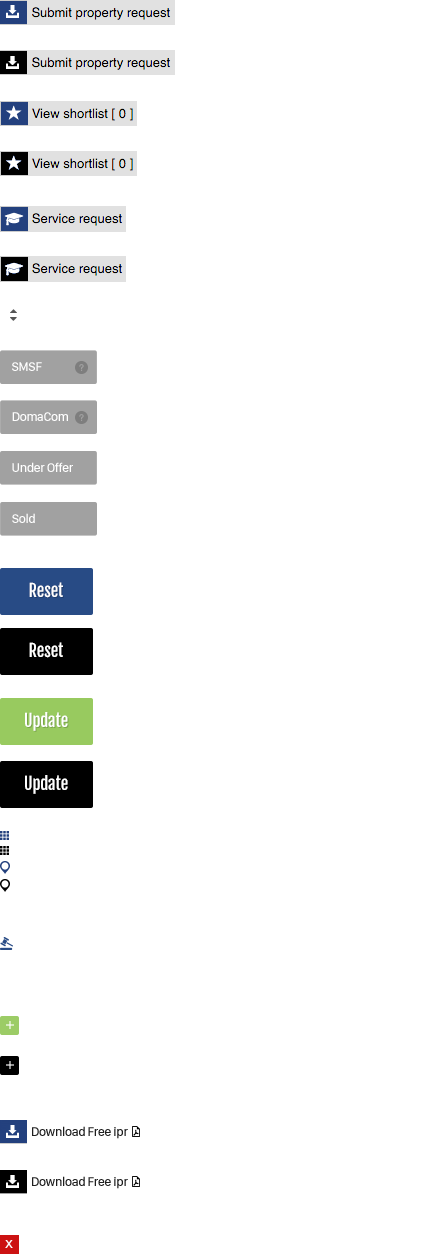 Submit property request
Submit property request
View shortlist [ 0 ]
View shortlist [ 0 ]
Service request
Service request
SMSF ?
DomaCom ?
Under Offer
Sold
Reset
Reset
Update
Update
+
+
Download Free ipr
Download Free ipr
X